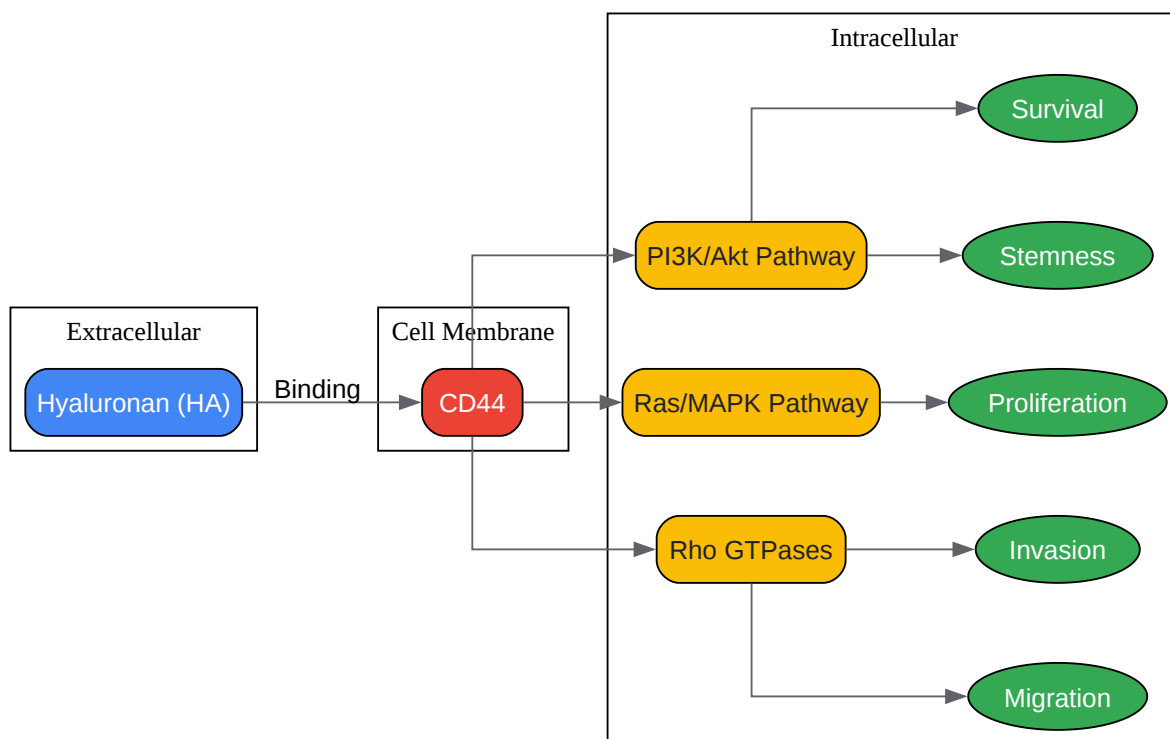 Intracellular
Survival
PI3K/Akt Pathway
Stemness
Extracellular
Cell Membrane
Hyaluronan (HA)
Binding
CD44
Ras/MAPK Pathway
Proliferation
Rho GTPases
Invasion
Migration